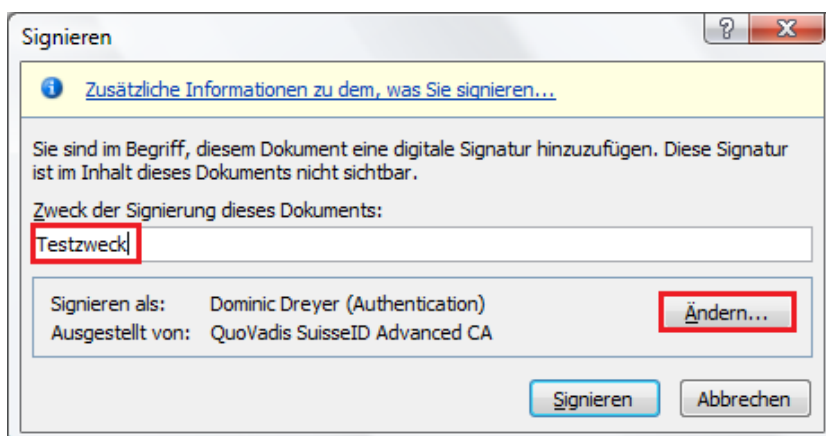 Signieren
Zusätzliche Informationen zu dem, was Sie signieren...
Sie sind im Begriff, diesem Dokument eine digitale Signatur hinzuzufügen. Diese Signatur
ist im Inhalt dieses Dokuments nicht sichtbar.
Zweck der Signierung dieses Dokuments:
Testzweck
Signieren als: Dominic Dreyer (Authentication)
Ändern...
Ausgestellt von: QuoVadis SuisseID Advanced CA
Signieren Abbrechen